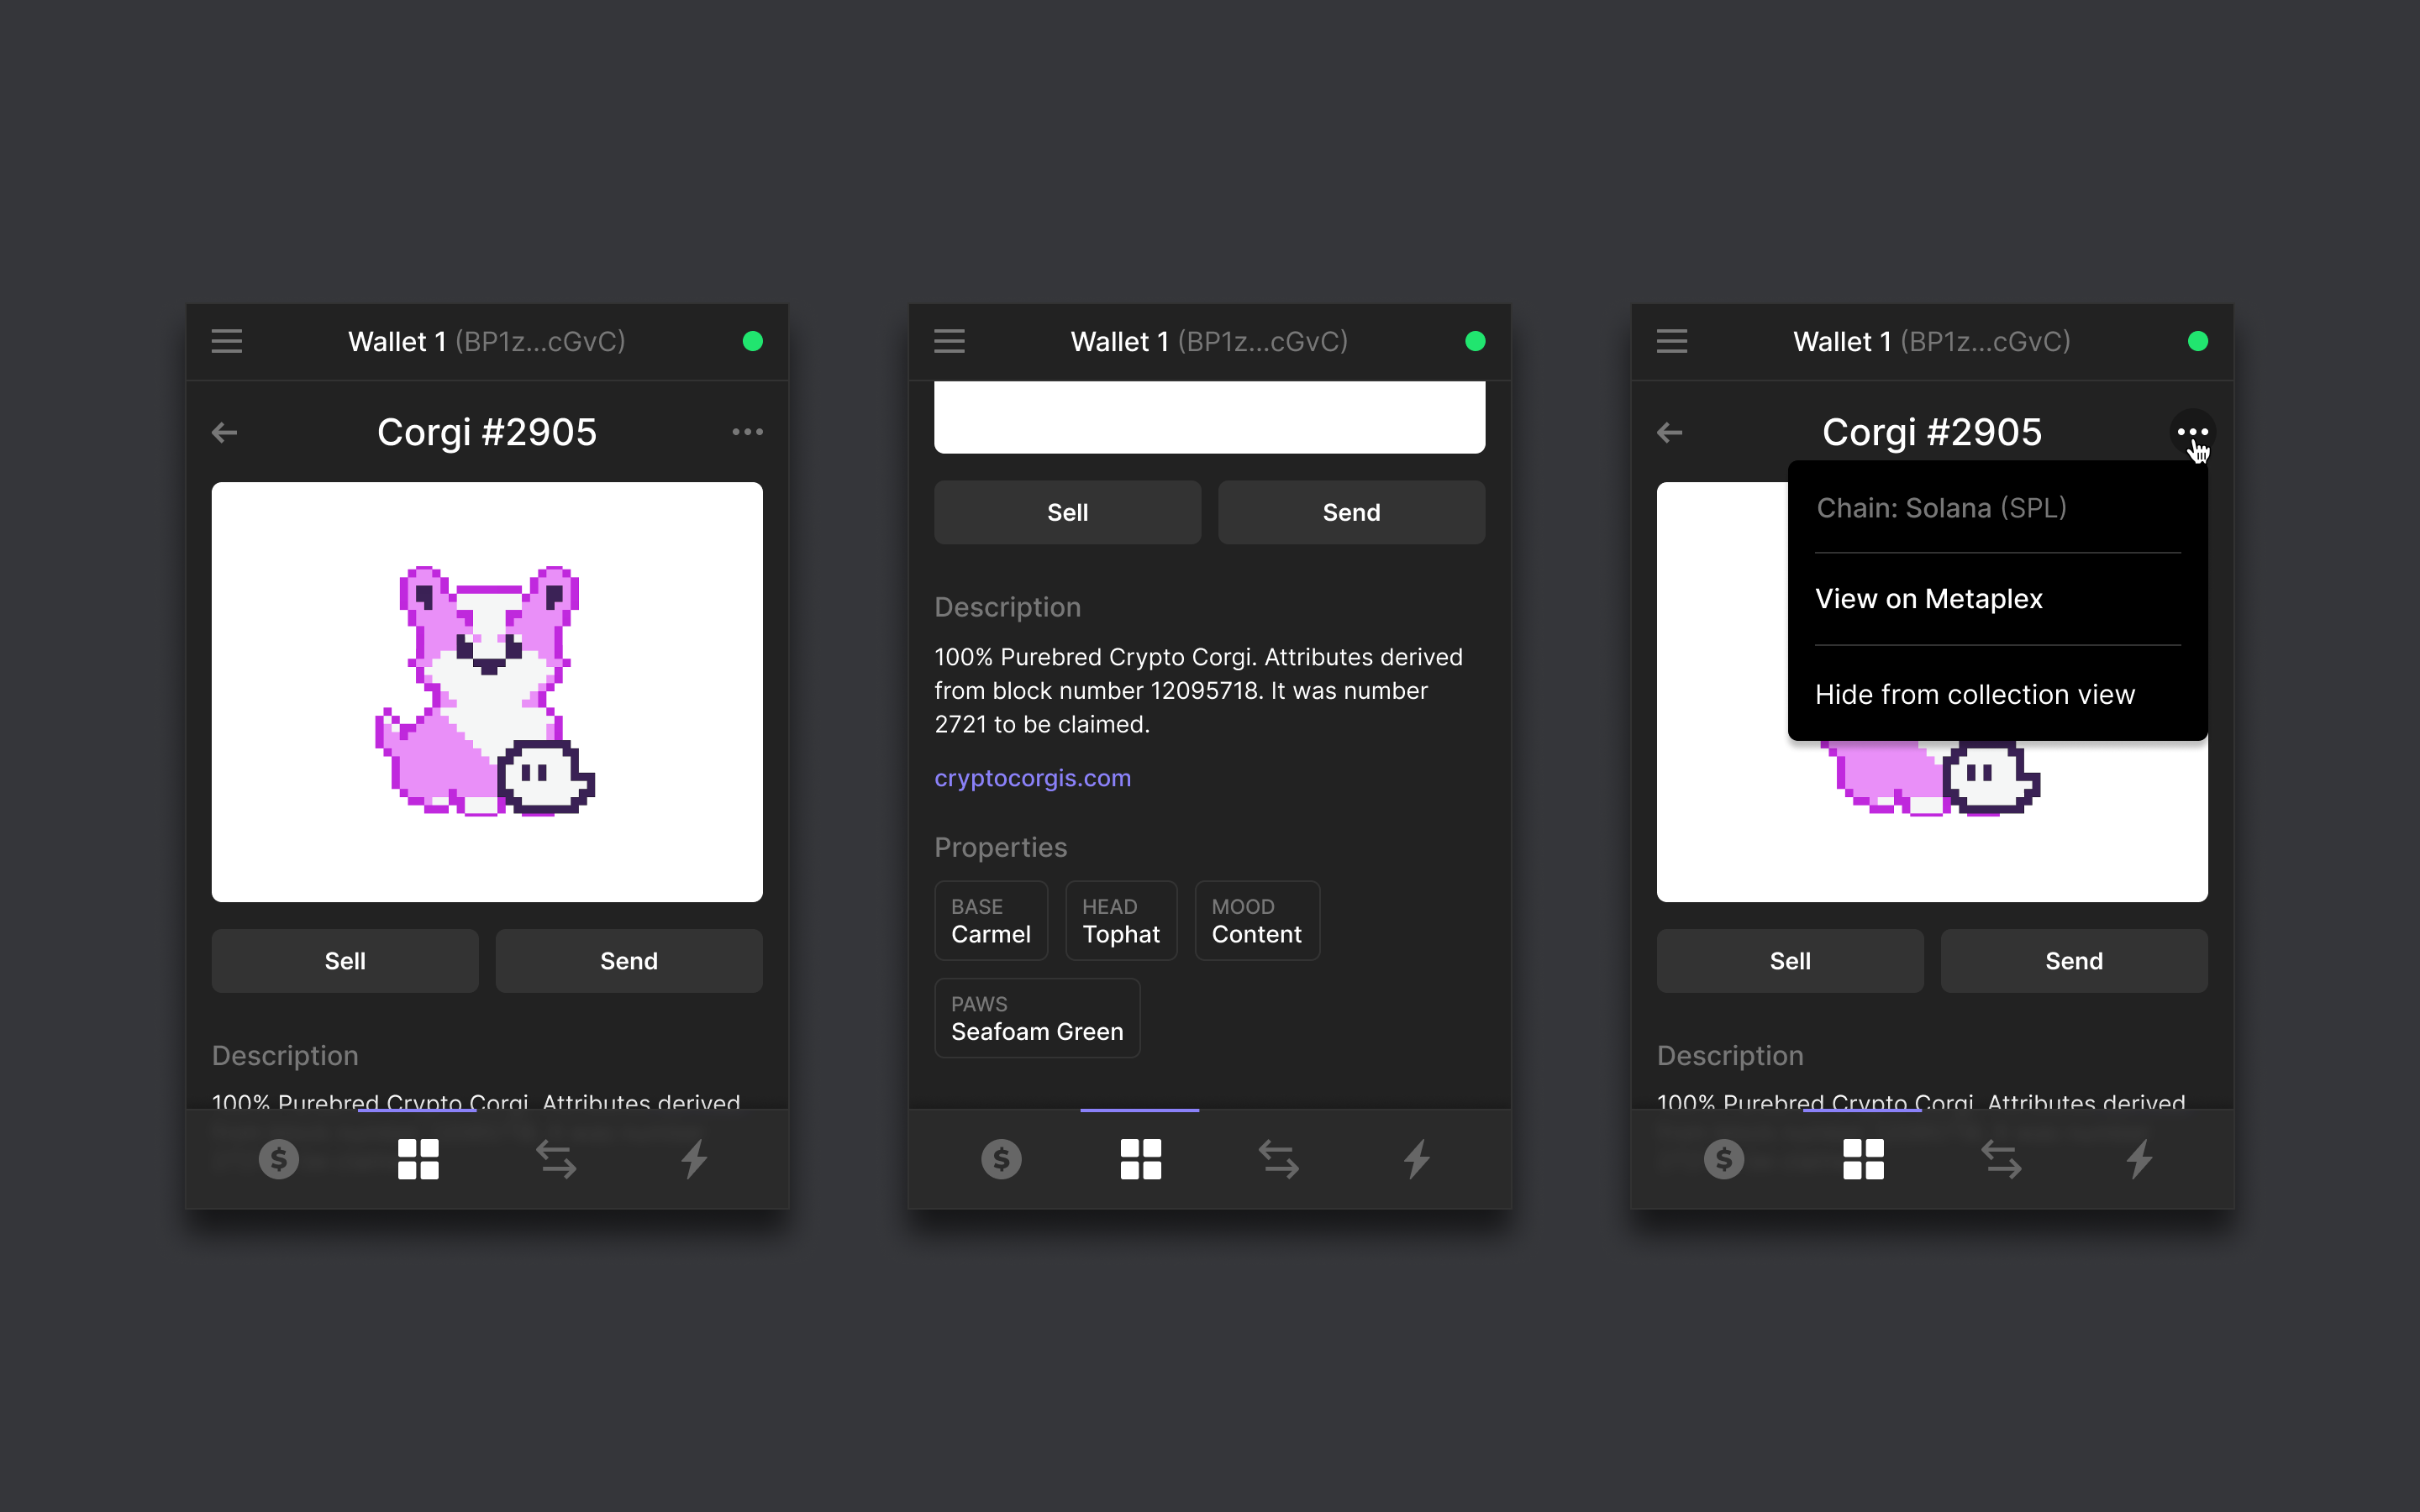 Wallet 1 (BP1z...cGvC)
Corgi #2905
Sell
Send
Description
100% Purebred Crypto Corgi. Attributes derived
Wallet 1 (BP1z...cGvC)
Sell
Send
Description
100% Purebred Crypto Corgi. Attributes derived
from block number 12095718. It was number
2721 to be claimed.
cryptocorgis.com
Properties
BASE
Carmel
HEAD
Tophat
MOOD
Content
PAWS
Seafoam Green
Wallet 1 (BP1z...cGvC)
Corgi #2905
Chain: Solana (SPL)
View on Metaplex
Hide from collection view
Sell
Send
Description
100% Purebred Crypto Corgi. Attributes derived